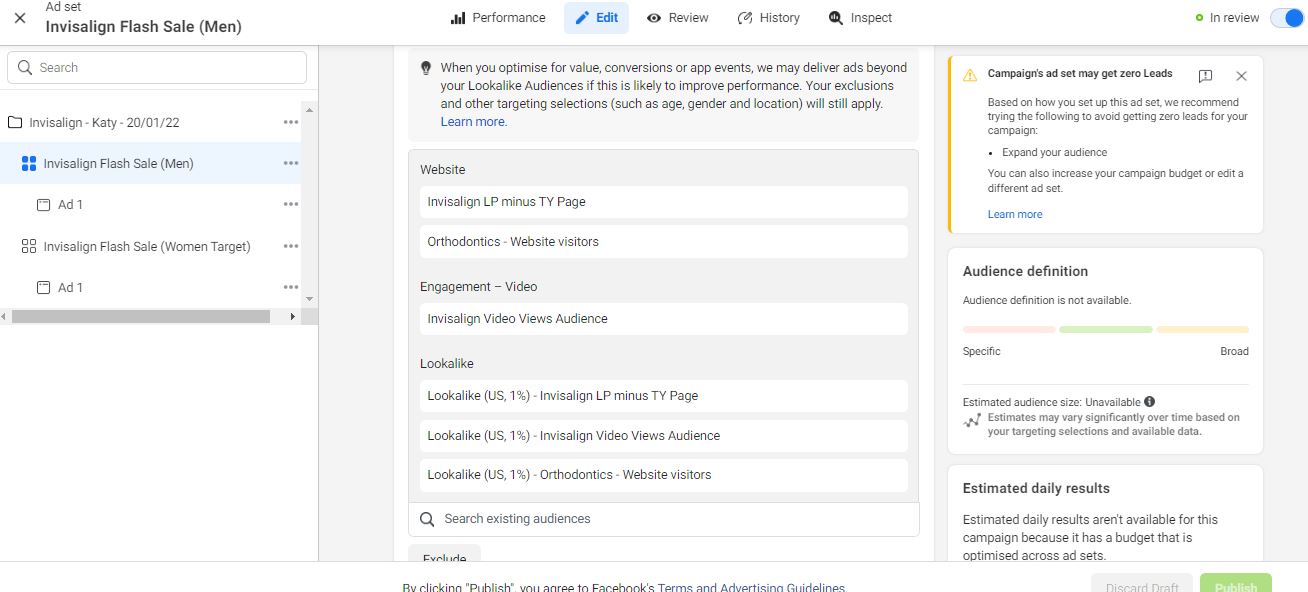 Ad set
Invisalign Flash Sale (Men)
Performance
Edit
Review
History
Inspect
In review
Search
Invisalign - Katy - 20/01/22
Invisalign Flash Sale (Men)
Ad 1
Invisalign Flash Sale (Women Target)
Ad 1
When you optimise for value, conversions or app events, we may deliver ads beyond
your Lookalike Audiences if this is likely to improve performance. Your exclusions
and other targeting selections (such as age, gender and location) will still apply.
Learn more.
Website
Invisalign LP minus TY Page
Orthodontics - Website visitors
Engagement – Video
Invisalign Video Views Audience
Lookalike
Lookalike (US, 1%) - Invisalign LP minus TY Page
Lookalike (US, 1%) - Invisalign Video Views Audience
Lookalike (US, 1%) - Orthodontics - Website visitors
Search existing audiences
Exclude
Campaign's ad set may get zero Leads
Based on how you set up this ad set, we recommend
trying the following to avoid getting zero leads for your
campaign:
• Expand your audience
You can also increase your campaign budget or edit a
different ad set.
Learn more
Audience definition
Audience definition is not available.
Specific
Broad
Estimated audience size: Unavailable
Estimates may vary significantly over time based on
your targeting selections and available data.
Estimated daily results
Estimated daily results aren't available for this
campaign because it has a budget that is
optimised across ad sets.
By clicking "Publish", you agree to Facebook's Terms and Advertising Guidelines.
Discard Draft
Publish